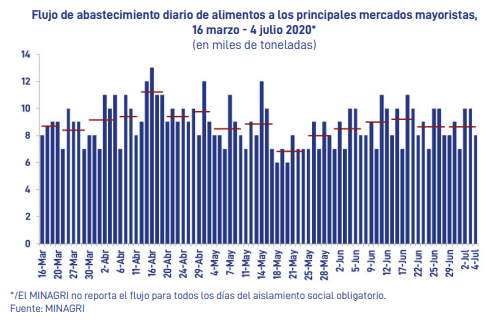 Flujo de abastecimiento diario de alimentos a los principales mercados mayoristas,
16 marzo - 4 julio 2020*
(en miles de toneladas)
14
12
10
8
6
4
2
0
16-Mar
20-Mar
27-Mar
30-Mar
2-Abr
6-Abr
11-Abr
16-Abr
20-Abr
24-Abr
29-Abr
4-May
7-May
11-May
14-May
18-May
21-May
25-May
28-May
2-Jun
5-Jun
9-Jun
12-Jun
17-Jun
22-Jun
25-Jun
29-Jun
2-Jul
4-Jul
*/El MINAGRI no reporta el flujo para todos los días del aislamiento social obligatorio.
Fuente: MINAGRI